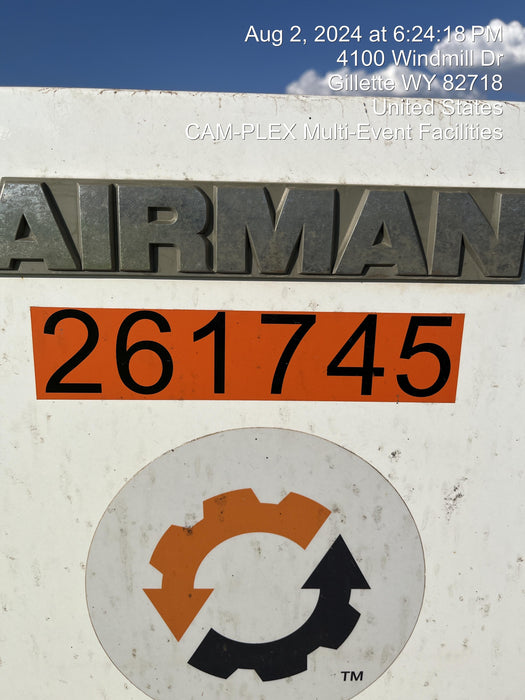 Aug 2, 2024 at 6:24:18 PM
4100 Windmill Dr
Gillette WY 82718
United States
CAM-PLEX Multi-Event Facilities
AIRMAN
261745
TM